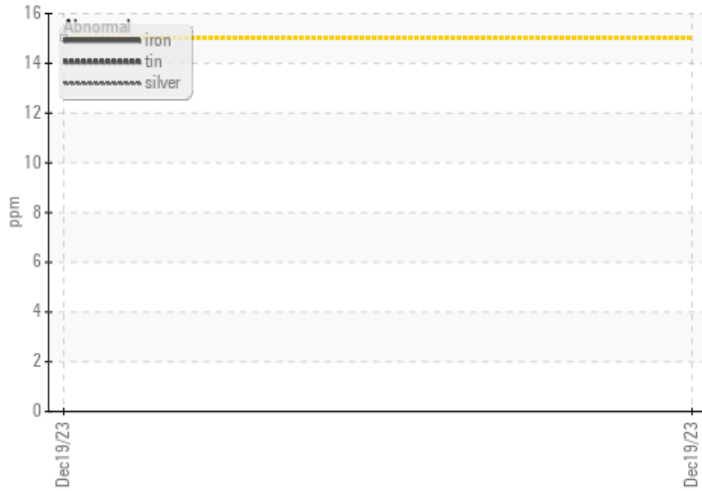 16
Abnormal
iron
tin
silver
14
12
10
8
6
4
2
0
ppm
Dec19/23
Dec19/23